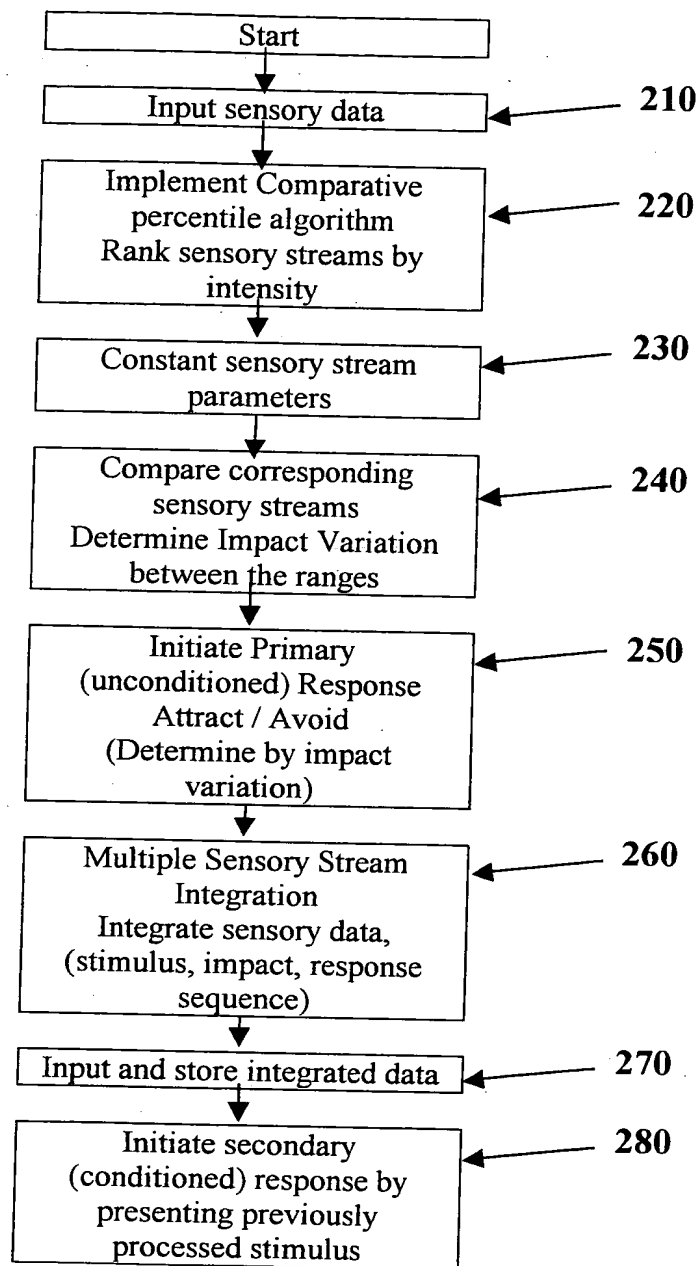 Start
Input sensory data
210
Implement Comparative
percentile algorithm
Rank sensory streams by
intensity
220
Constant sensory stream
parameters
230
Compare corresponding
sensory streams
Determine Impact Variation
between the ranges
240
Initiate Primary
(unconditioned) Response
Attract / Avoid
(Determine by impact
variation)
250
Multiple Sensory Stream
Integration
Integrate sensory data,
(stimulus, impact, response
sequence)
260
Input and store integrated data
270
Initiate secondary
(conditioned) response by
presenting previously
processed stimulus
280